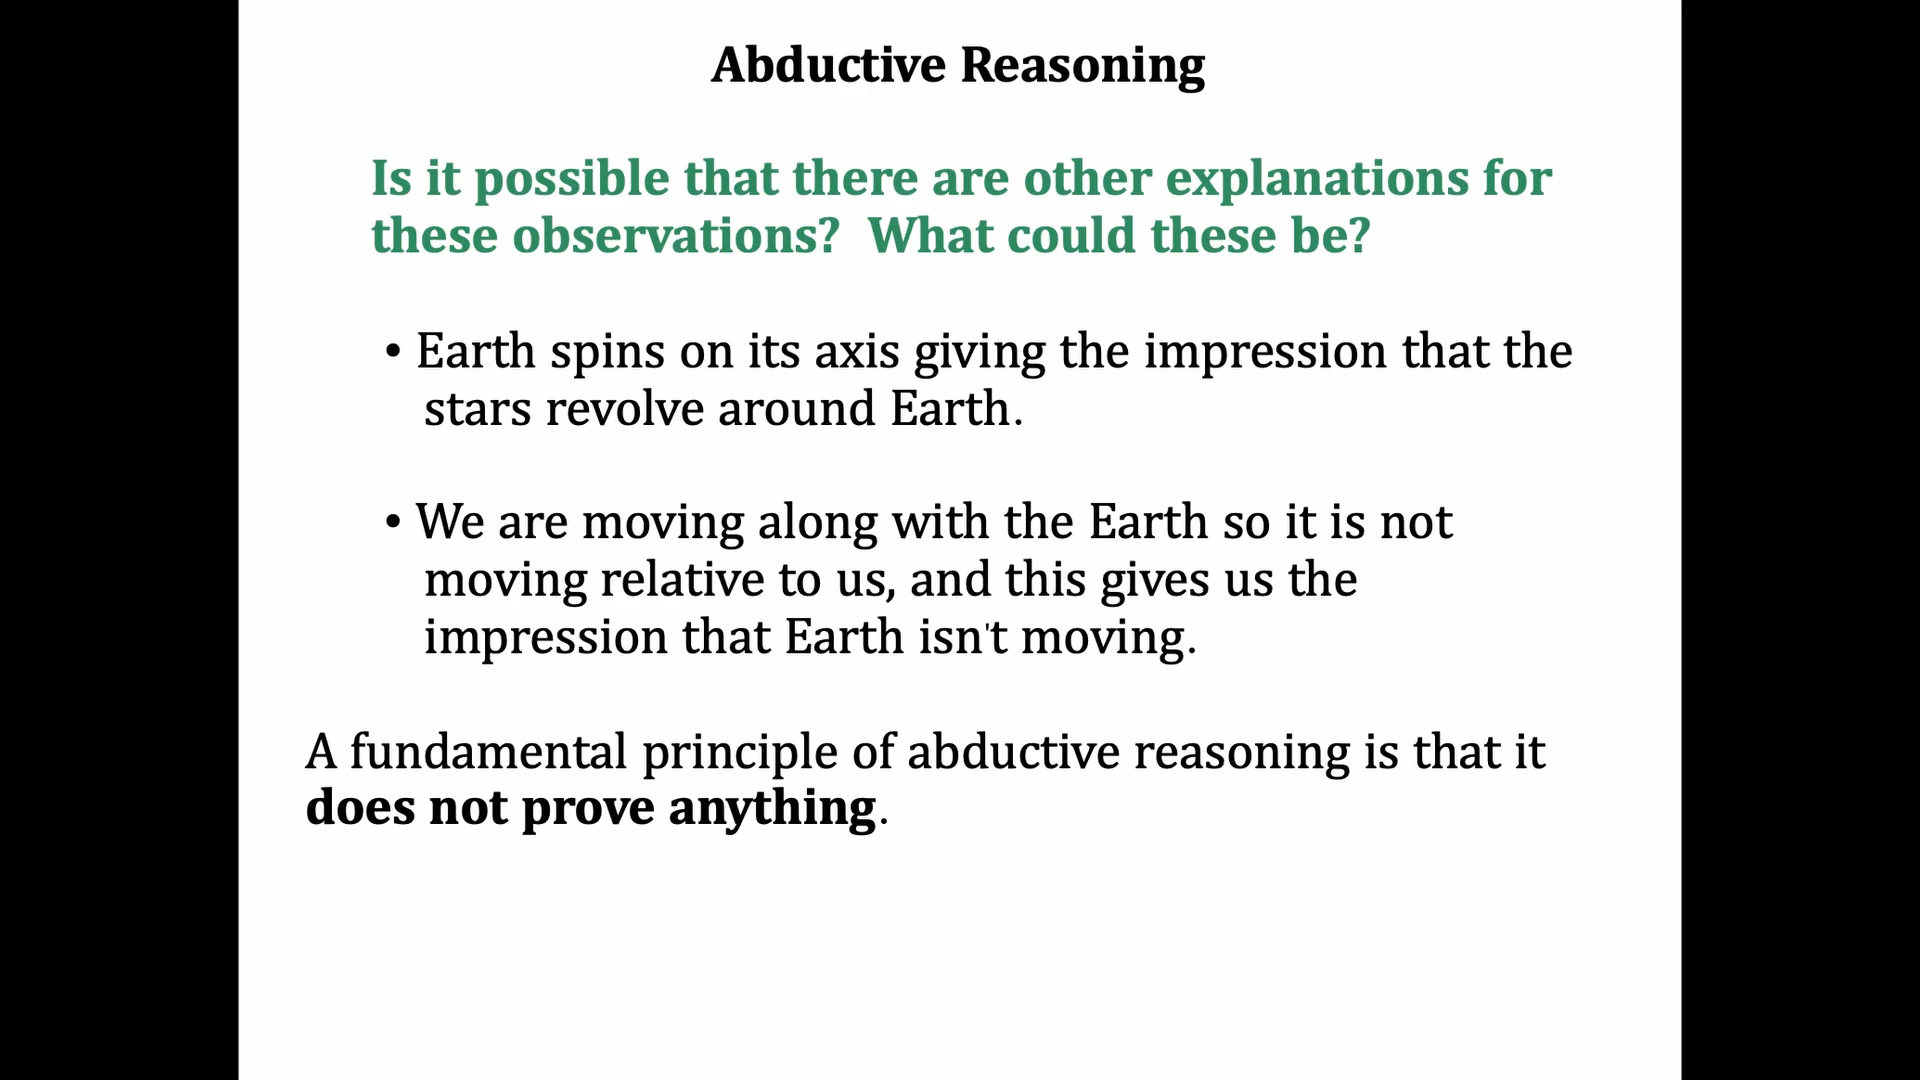 Abductive Reasoning
Is it possible that there are other explanations for
these observations?  What could these be?
• Earth spins on its axis giving the impression that the
stars revolve around Earth.
• We are moving along with the Earth so it is not
moving relative to us, and this gives us the
impression that Earth isn't moving.
A fundamental principle of abductive reasoning is that it
does not prove anything.